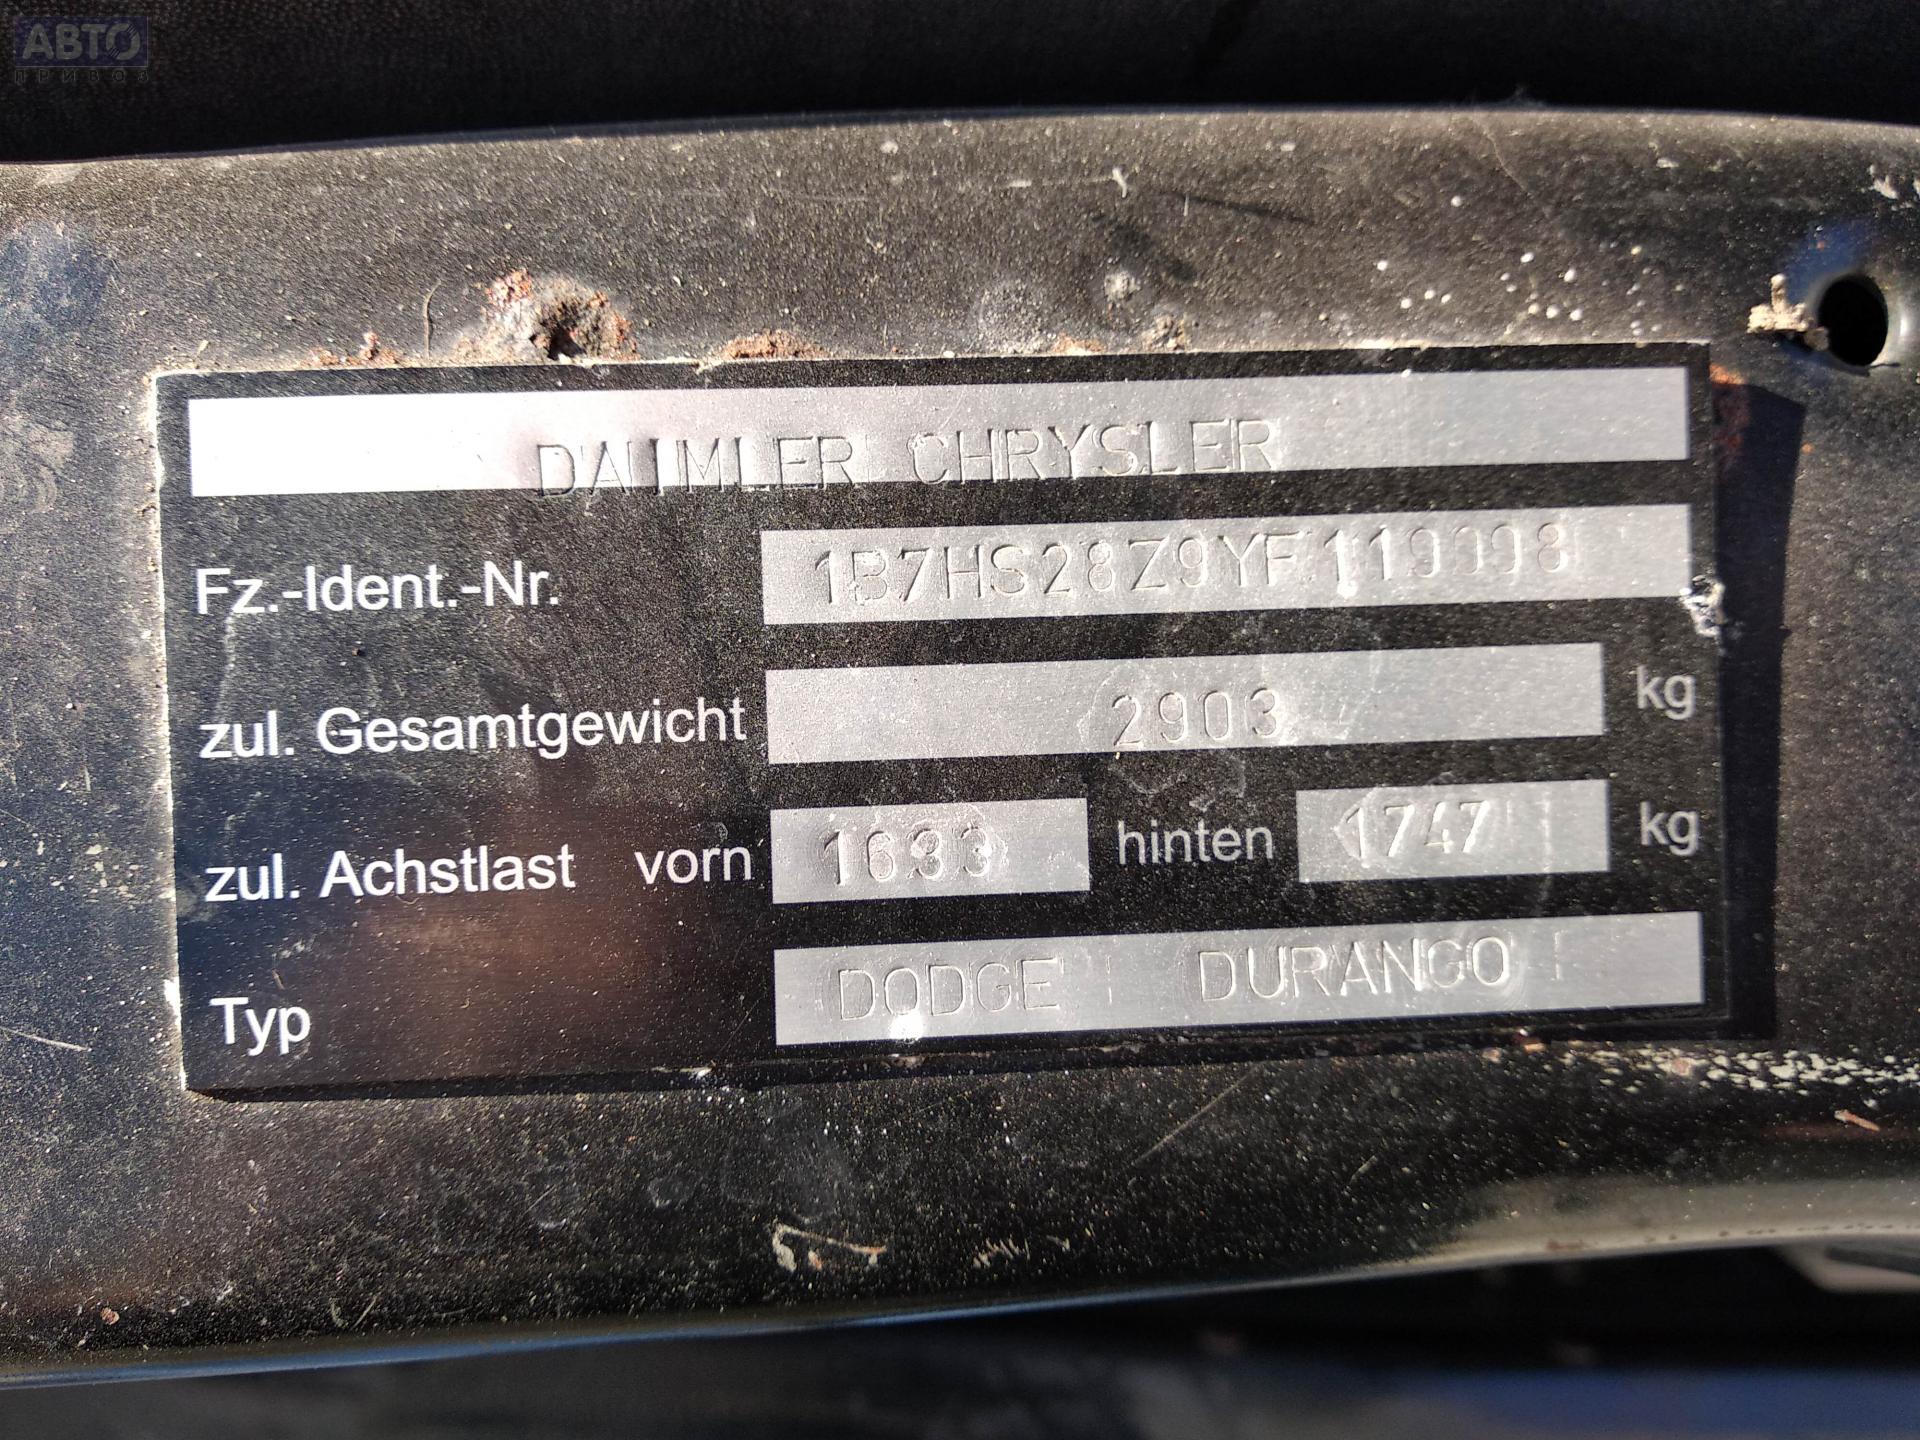 АВТО
ПРИВОЗ
DAIMLER CHRYSLER
Fz.-Ident.-Nr. 1B7HS28Z9YF119098
zul. Gesamtgewicht 2903 kg
zul. Achstlast vorn 1633 hinten 1747 kg
Typ DODGE DURANGO